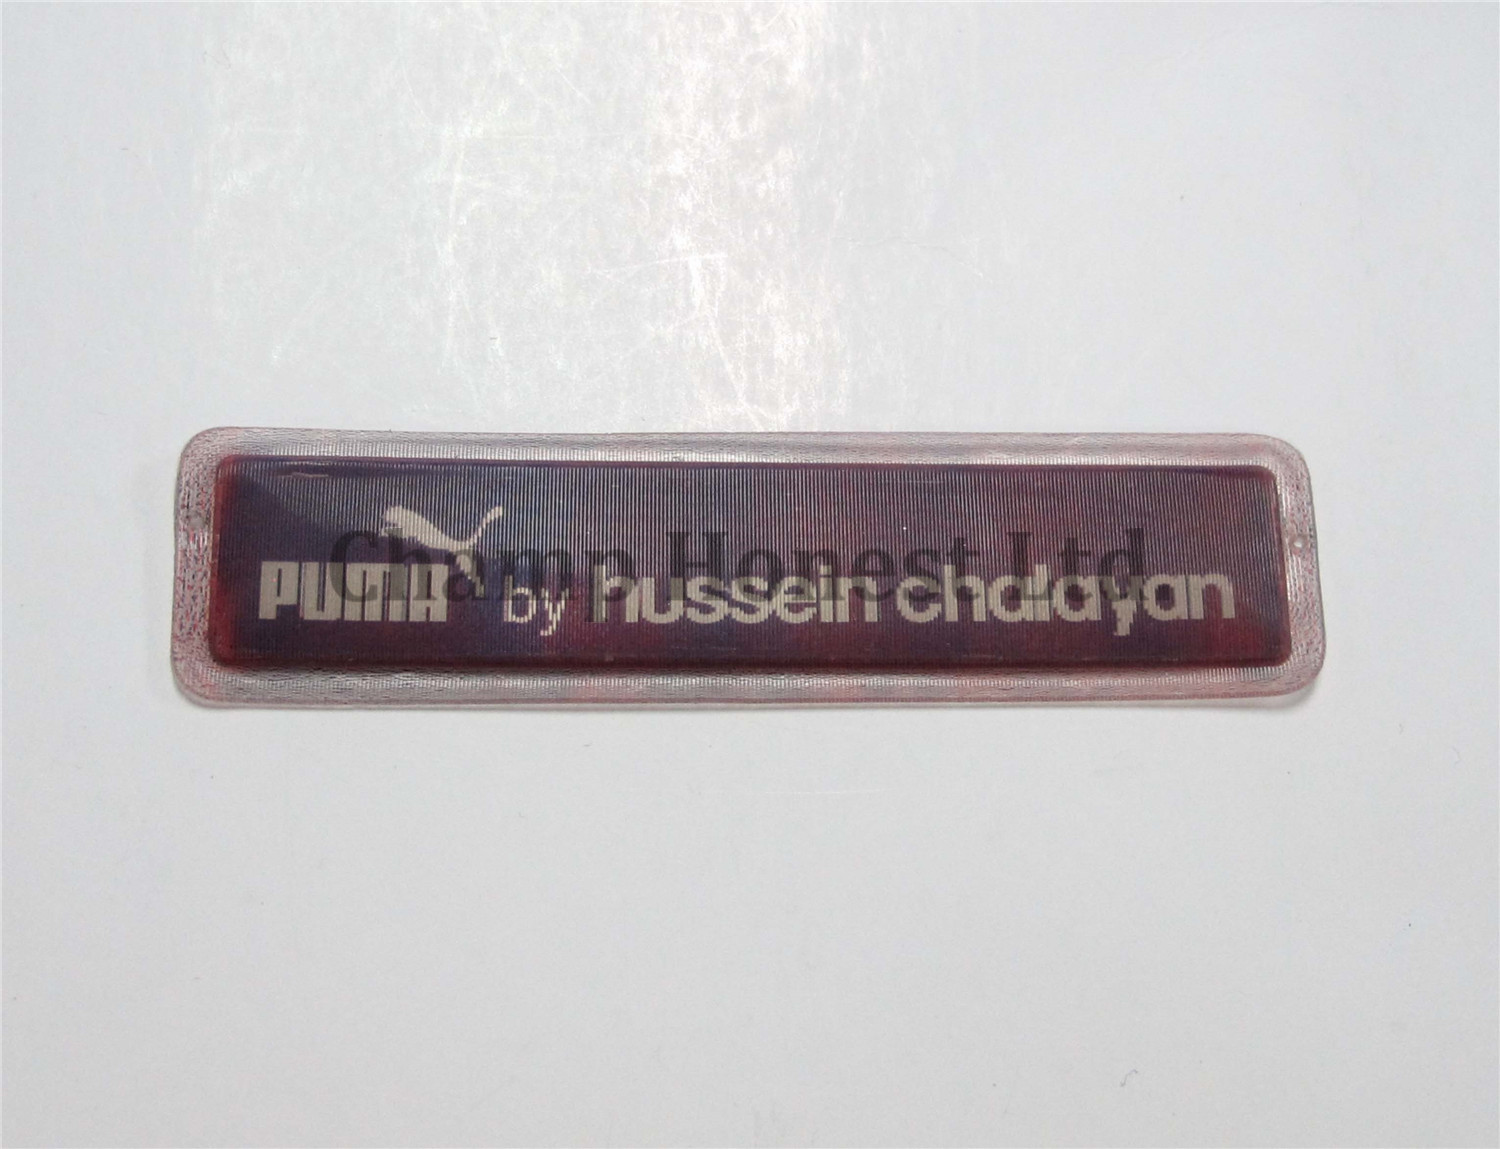 Champ Honest Ltd
PUMA by hussein chalayan